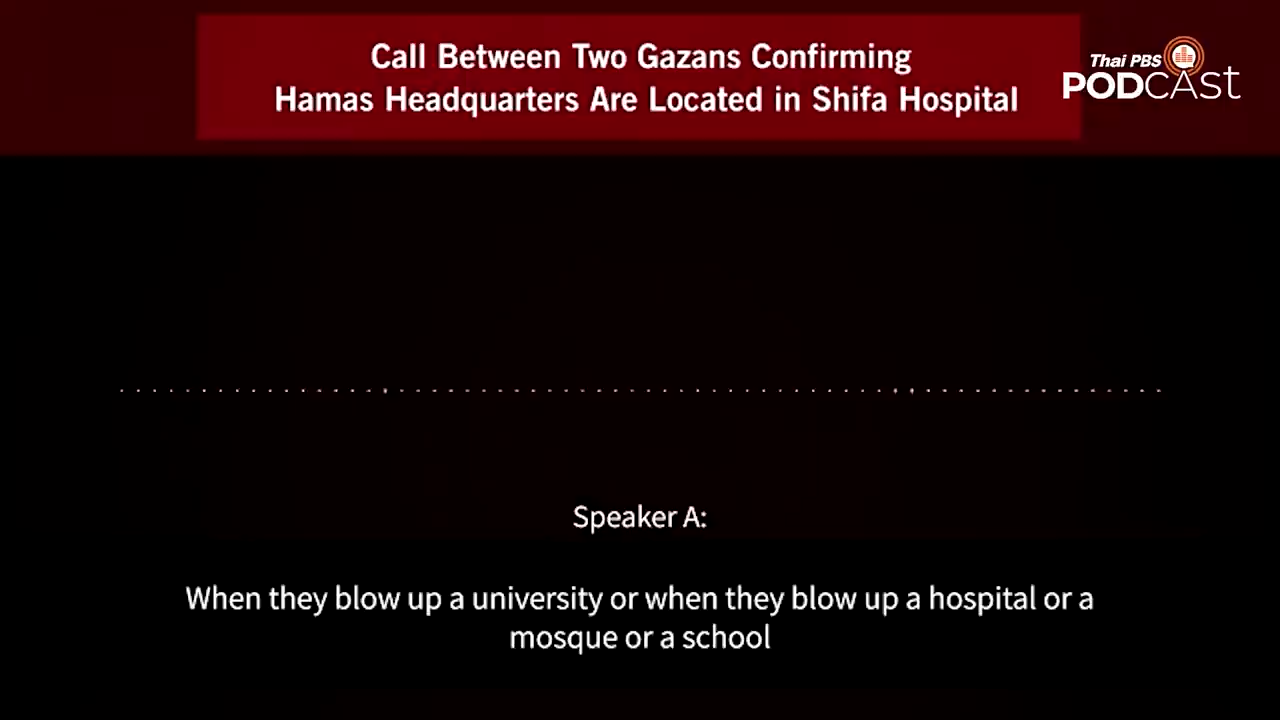 Call Between Two Gazans Confirming
Hamas Headquarters Are Located in Shifa Hospital
Thai PBS
PODCAST
Speaker A:
When they blow up a university or when they blow up a hospital or a
mosque or a school